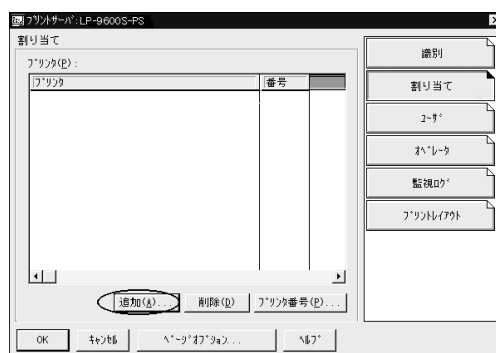 ﾌﾟﾘﾝﾄｻｰﾊﾞ:LP-9600S-PS
割り当て
ﾌﾟﾘﾝﾀ(P):
ﾌﾟﾘﾝﾀ 番号
追加(A)... 削除(D) ﾌﾟﾘﾝﾀ番号(P)...
OK ｷｬﾝｾﾙ ﾍﾟｰｼﾞｵﾌﾟｼｮﾝ... ﾍﾙﾌﾟ
識別
割り当て
ﾕｰｻﾞ
ｵﾍﾟﾚｰﾀ
監視ﾛｸﾞ
ﾌﾟﾘﾝﾄﾚｲｱｳﾄ